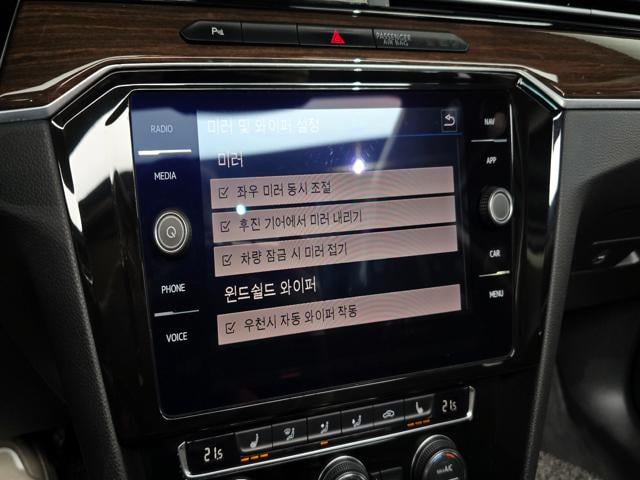 PASSENGER
AIR BAG
RADIO
MEDIA
PHONE
VOICE
미러 및 와이퍼 설정
미러
좌우 미러 동시 조절
후진 기어에서 미러 내리기
차량 잠금 시 미러 접기
윈드쉴드 와이퍼
우천시 자동 와이퍼 작동
NAV
APP
CAR
MENU
21.5
21.5
A/C